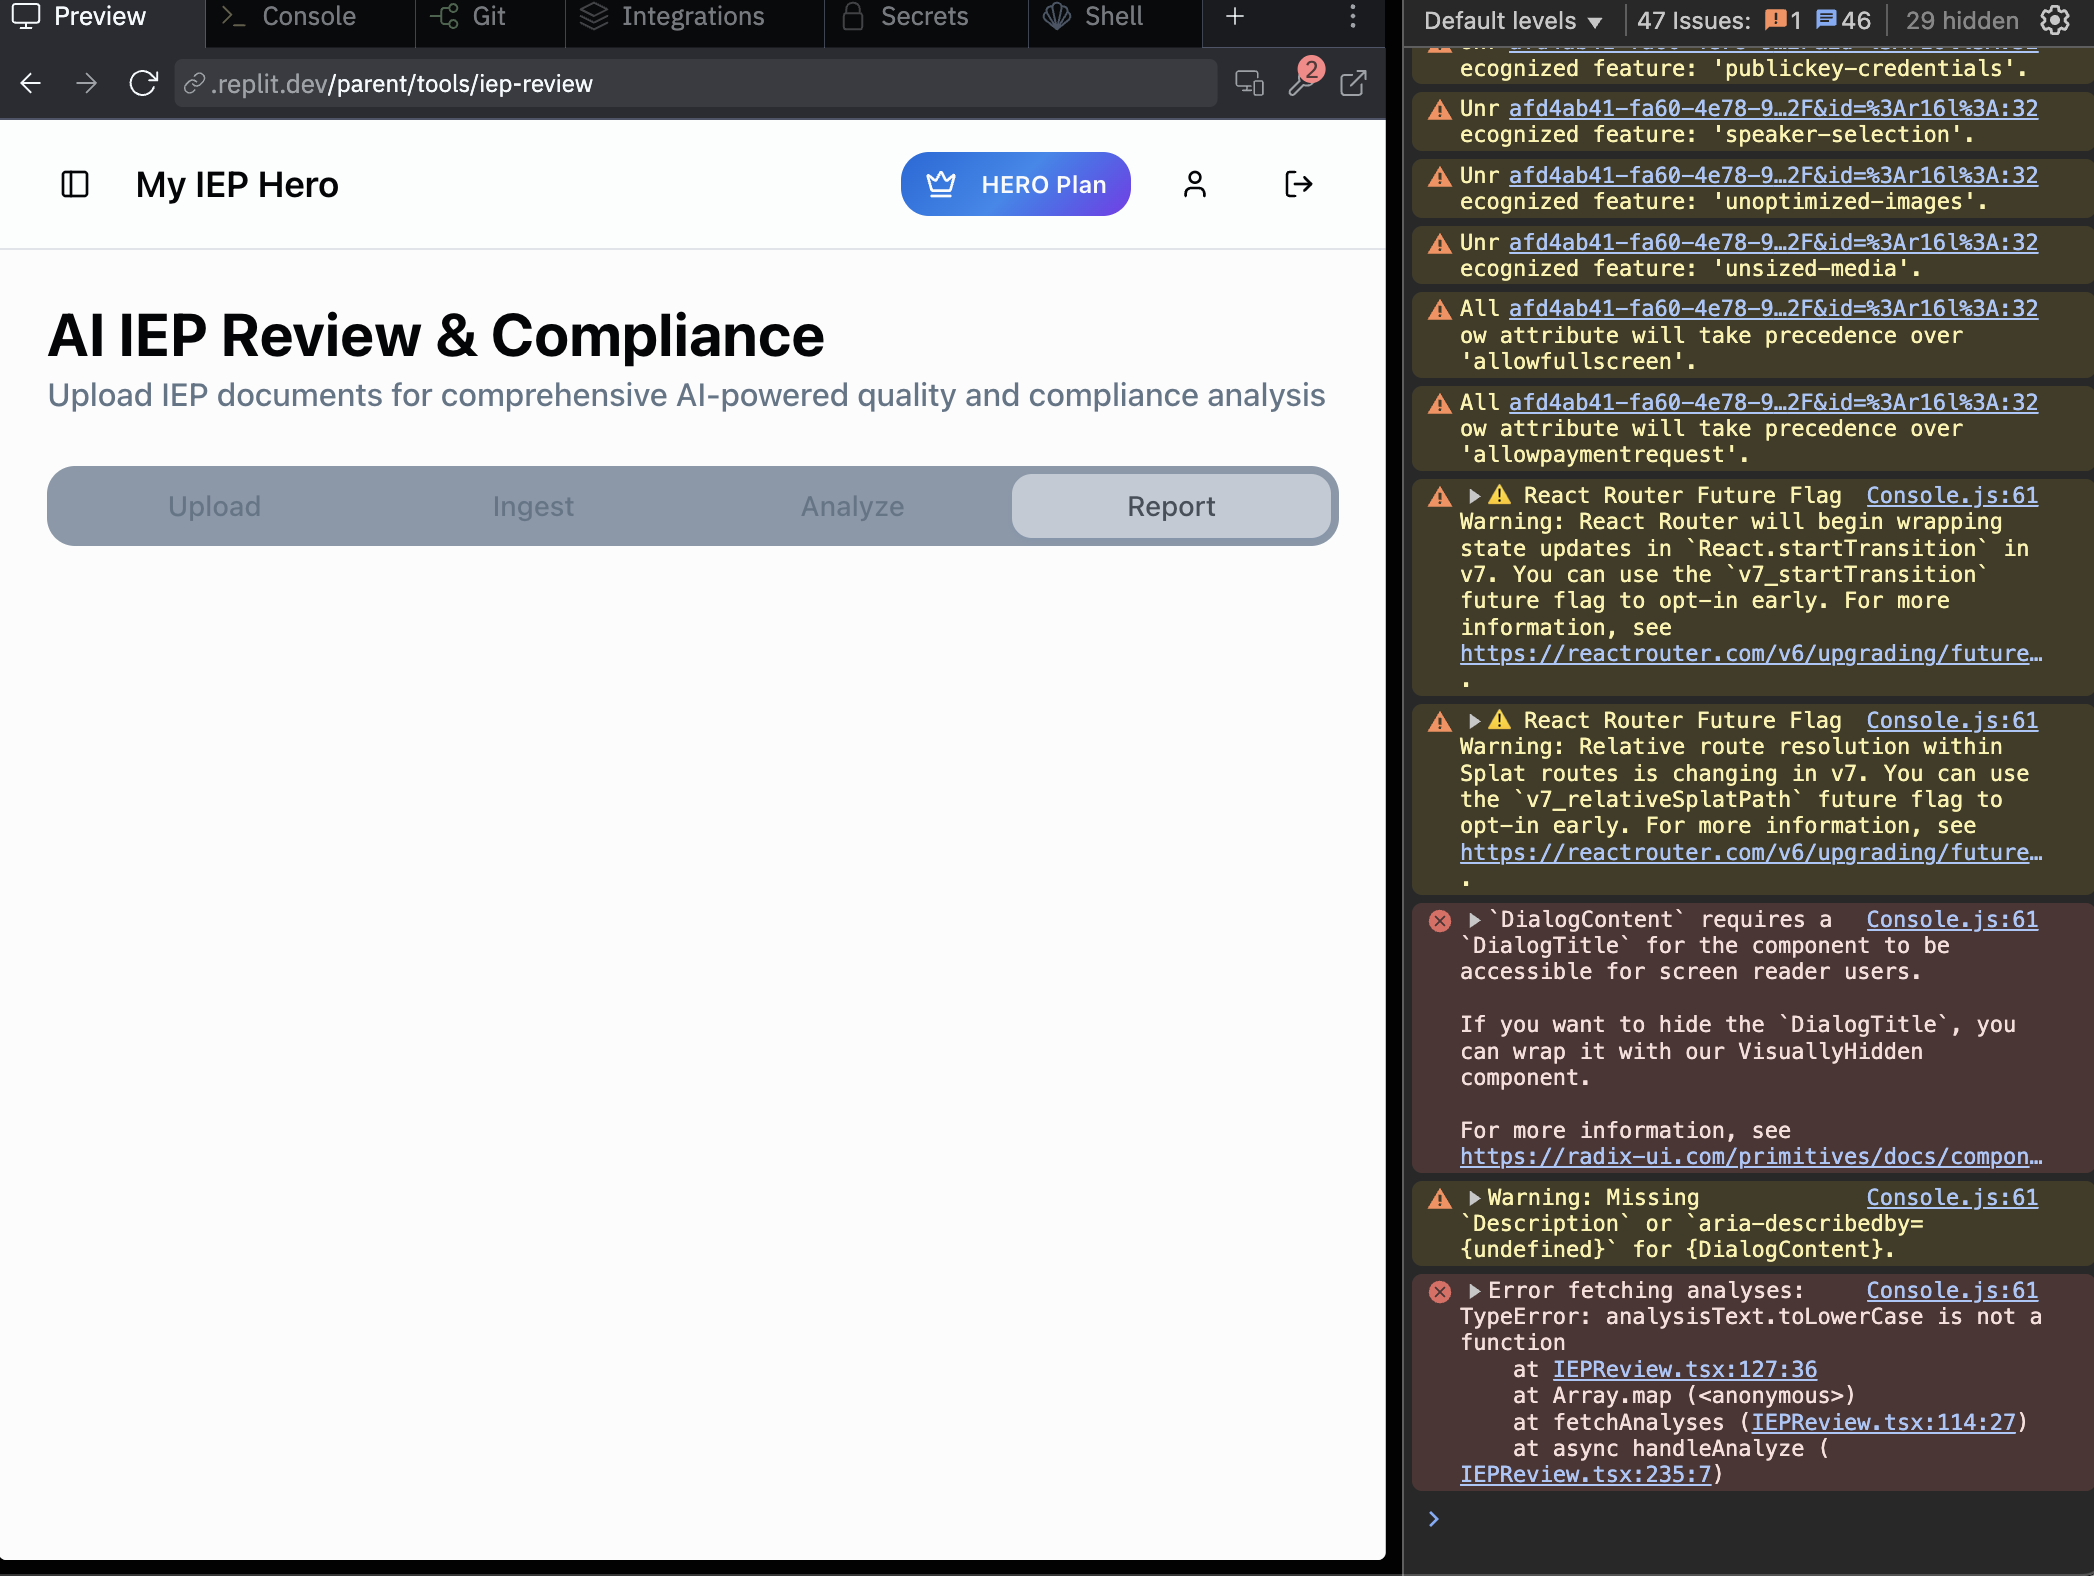 Preview
Console
Git
Integrations
Secrets
Shell
.replit.dev/parent/tools/iep-review
2
My IEP Hero
HERO Plan
AI IEP Review & Compliance
Upload IEP documents for comprehensive AI-powered quality and compliance analysis
Upload
Ingest
Analyze
Report
Default levels ▼
47 Issues: 1 46
29 hidden
ecognized feature: 'publickey-credentials'.
Unr afd4ab41-fa60-4e78-9…2F&id=%3Ar16l%3A:32
ecognized feature: 'speaker-selection'.
Unr afd4ab41-fa60-4e78-9…2F&id=%3Ar16l%3A:32
ecognized feature: 'unoptimized-images'.
Unr afd4ab41-fa60-4e78-9…2F&id=%3Ar16l%3A:32
ecognized feature: 'unsized-media'.
All afd4ab41-fa60-4e78-9…2F&id=%3Ar16l%3A:32
ow attribute will take precedence over
'allowfullscreen'.
All afd4ab41-fa60-4e78-9…2F&id=%3Ar16l%3A:32
ow attribute will take precedence over
'allowpaymentrequest'.
▶⚠️ React Router Future Flag Console.js:61
Warning: React Router will begin wrapping
state updates in `React.startTransition` in
v7. You can use the `v7_startTransition`
future flag to opt-in early. For more
information, see
https://reactrouter.com/v6/upgrading/future…
.
▶⚠️ React Router Future Flag Console.js:61
Warning: Relative route resolution within
Splat routes is changing in v7. You can use
the `v7_relativeSplatPath` future flag to
opt-in early. For more information, see
https://reactrouter.com/v6/upgrading/future…
.
▶`DialogContent` requires a Console.js:61
`DialogTitle` for the component to be
accessible for screen reader users.
If you want to hide the `DialogTitle`, you
can wrap it with our VisuallyHidden
component.
For more information, see
https://radix-ui.com/primitives/docs/compon…
▶Warning: Missing Console.js:61
`Description` or `aria-describedby=
{undefined}` for {DialogContent}.
▶Error fetching analyses: Console.js:61
TypeError: analysisText.toLowerCase is not a
function
at IEPReview.tsx:127:36
at Array.map (<anonymous>)
at fetchAnalyses (IEPReview.tsx:114:27)
at async handleAnalyze (
IEPReview.tsx:235:7)